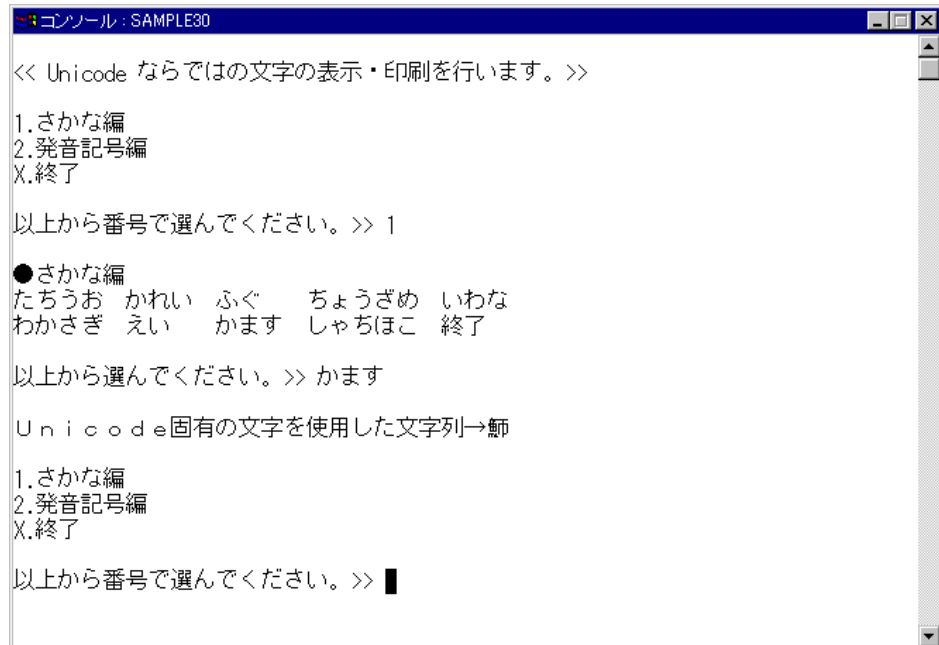 コンソール : SAMPLE30
<< Unicode ならではの文字の表示・印刷を行います。>>
1.さかな編
2.発音記号編
X.終了
以上から番号で選んでください。>> 1
●さかな編
たちうお かれい ふぐ ちょうざめ いわな
わかさぎ えい かます しゃちほこ 終了
以上から選んでください。>> かます
Ｕｎｉｃｏｄｅ固有の文字を使用した文字列→魳
1.さかな編
2.発音記号編
X.終了
以上から番号で選んでください。>>